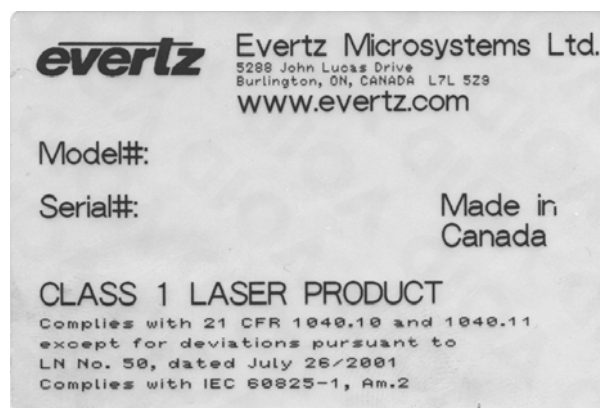 evertz
Evertz Microsystems Ltd.
5288 John Lucas Drive
Burlington, ON, CANADA L7L 5Z9
www.evertz.com
Model#:
Serial#:
Made in
Canada
CLASS 1 LASER PRODUCT
Complies with 21 CFR 1040.10 and 1040.11
except for deviations pursuant to
LN No. 50, dated July 26/2001
Complies with IEC 60825-1, Am.2